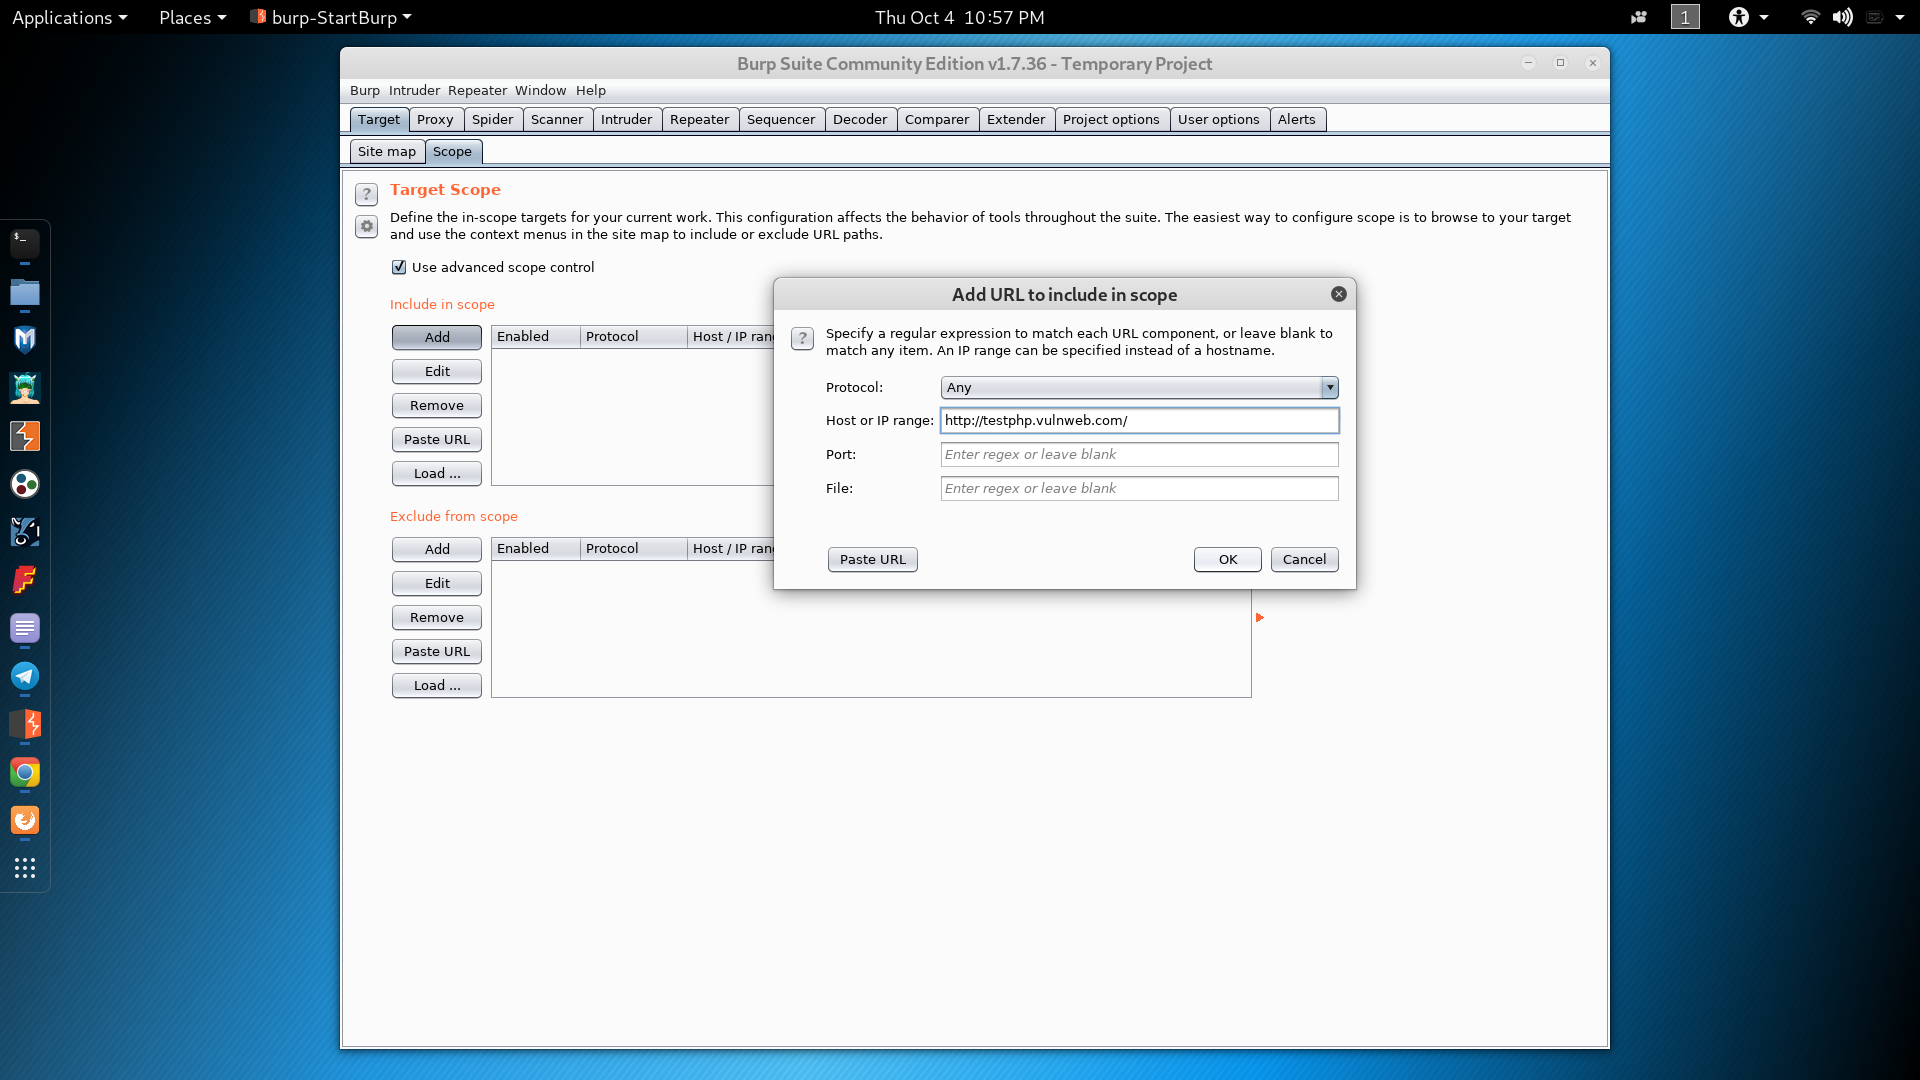 Applications Places burp-StartBurp Thu Oct 4 10:57 PM 1
Burp Suite Community Edition v1.7.36 - Temporary Project
Burp Intruder Repeater Window Help
Target Proxy Spider Scanner Intruder Repeater Sequencer Decoder Comparer Extender Project options User options Alerts
Site map Scope
? Target Scope
Define the in-scope targets for your current work. This configuration affects the behavior of tools throughout the suite. The easiest way to configure scope is to browse to your target
and use the context menus in the site map to include or exclude URL paths.
Use advanced scope control
Include in scope
Add Enabled Protocol Host / IP ran
Edit
Remove
Paste URL
Load ...
Exclude from scope
Add Enabled Protocol Host / IP ran
Edit
Remove
Paste URL
Load ...
Add URL to include in scope
? Specify a regular expression to match each URL component, or leave blank to
match any item. An IP range can be specified instead of a hostname.
Protocol: Any
Host or IP range: http://testphp.vulnweb.com/
Port: Enter regex or leave blank
File: Enter regex or leave blank
Paste URL OK Cancel
$_